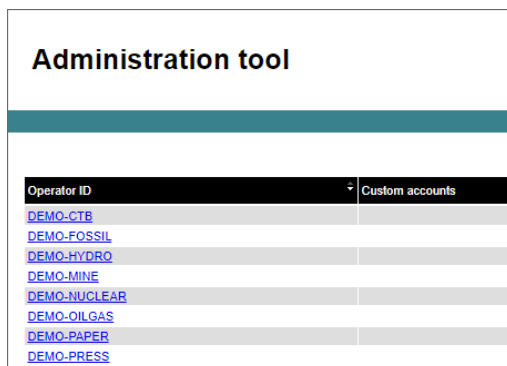 Administration tool
Operator ID Custom accounts
DEMO-CTB
DEMO-FOSSIL
DEMO-HYDRO
DEMO-MINE
DEMO-NUCLEAR
DEMO-OILGAS
DEMO-PAPER
DEMO-PRESS